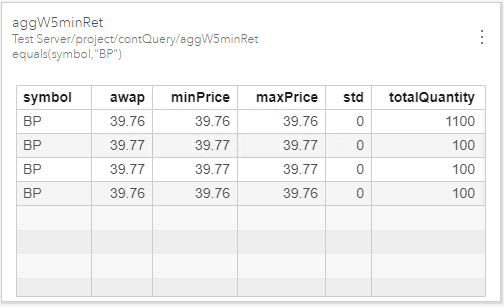 aggW5minRet
Test Server/project/contQuery/aggW5minRet
equals(symbol,"BP")
symbol awap minPrice maxPrice std totalQuantity
BP 39.76 39.76 39.76 0 1100
BP 39.77 39.77 39.77 0 100
BP 39.77 39.77 39.77 0 100
BP 39.76 39.76 39.76 0 100